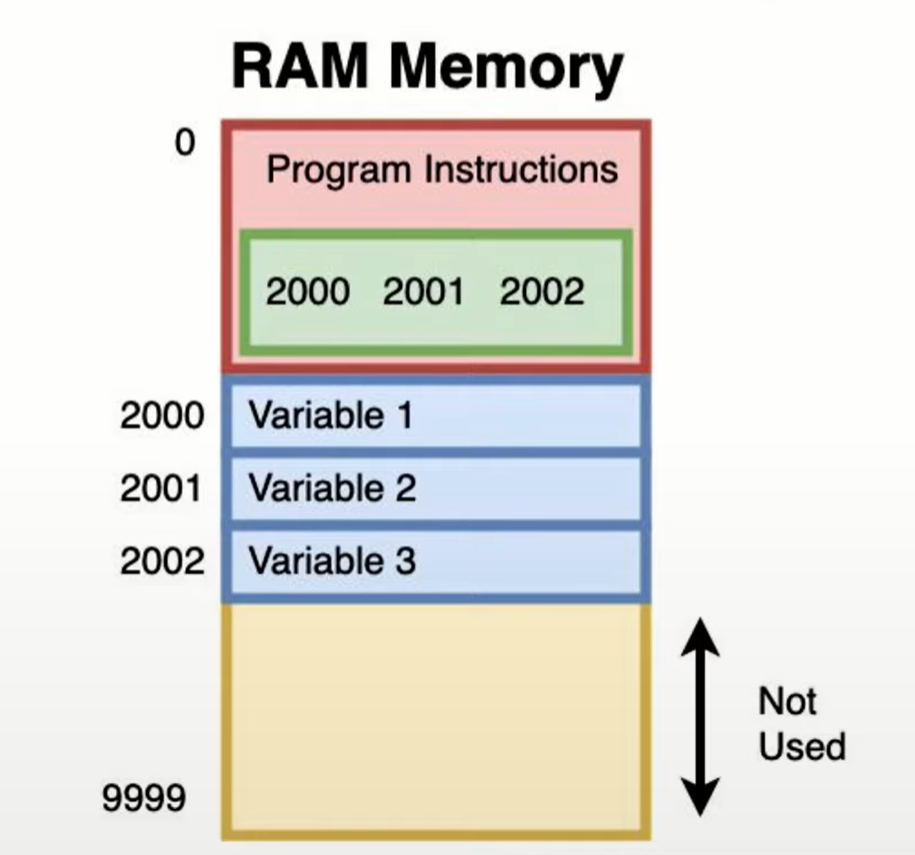 RAM Memory
0
Program Instructions
2000 2001 2002
2000 Variable 1
2001 Variable 2
2002 Variable 3
Not
Used
9999